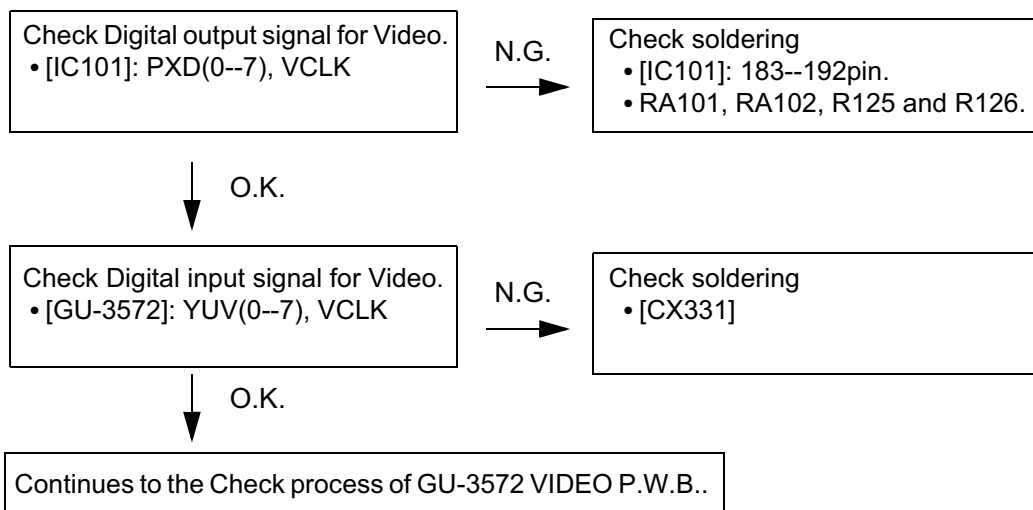 Check Digital output signal for Video.
• [IC101]: PXD(0--7), VCLK
N.G.
Check soldering
• [IC101]: 183--192pin.
• RA101, RA102, R125 and R126.
O.K.
Check Digital input signal for Video.
• [GU-3572]: YUV(0--7), VCLK
N.G.
Check soldering
• [CX331]
O.K.
Continues to the Check process of GU-3572 VIDEO P.W.B..